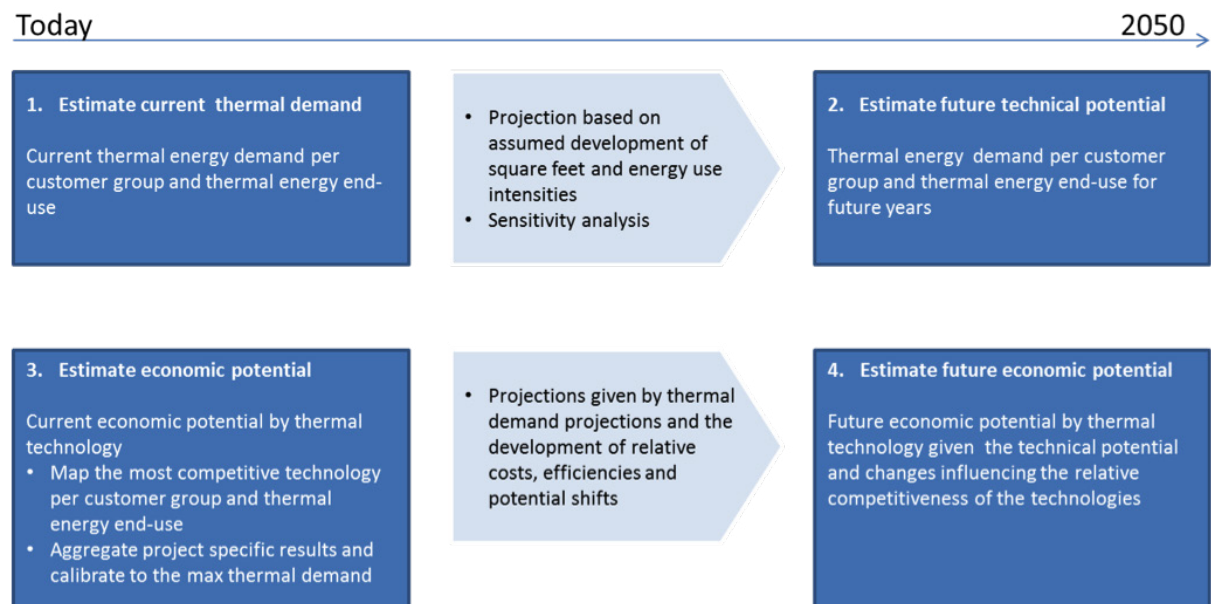 Today
2050
1. Estimate current thermal demand
Current thermal energy demand per
customer group and thermal energy end-
use
• Projection based on
assumed development of
square feet and energy use
intensities
• Sensitivity analysis
2. Estimate future technical potential
Thermal energy demand per customer
group and thermal energy end-use for
future years
3. Estimate economic potential
Current economic potential by thermal
technology
• Map the most competitive technology
per customer group and thermal
energy end-use
• Aggregate project specific results and
calibrate to the max thermal demand
• Projections given by thermal
demand projections and the
development of relative
costs, efficiencies and
potential shifts
4. Estimate future economic potential
Future economic potential by thermal
technology given the technical potential
and changes influencing the relative
competitiveness of the technologies